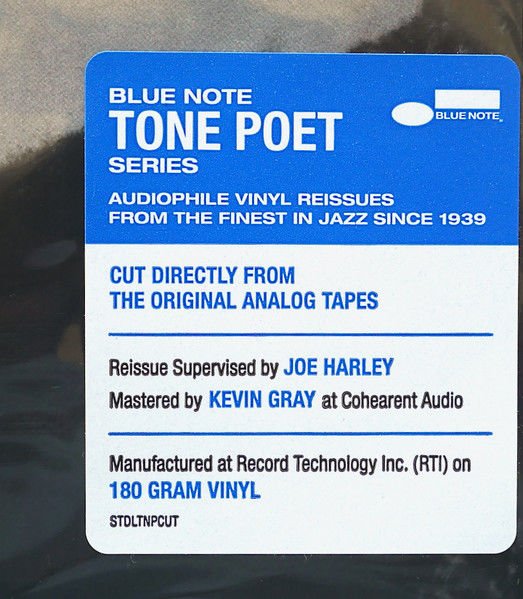 BLUE NOTE
TONE POET
SERIES
BLUE NOTE
AUDIOPHILE VINYL REISSUES
FROM THE FINEST IN JAZZ SINCE 1939
CUT DIRECTLY FROM
THE ORIGINAL ANALOG TAPES
Reissue Supervised by JOE HARLEY
Mastered by KEVIN GRAY at Cohearent Audio
Manufactured at Record Technology Inc. (RTI) on
180 GRAM VINYL
STDLTNPCUT